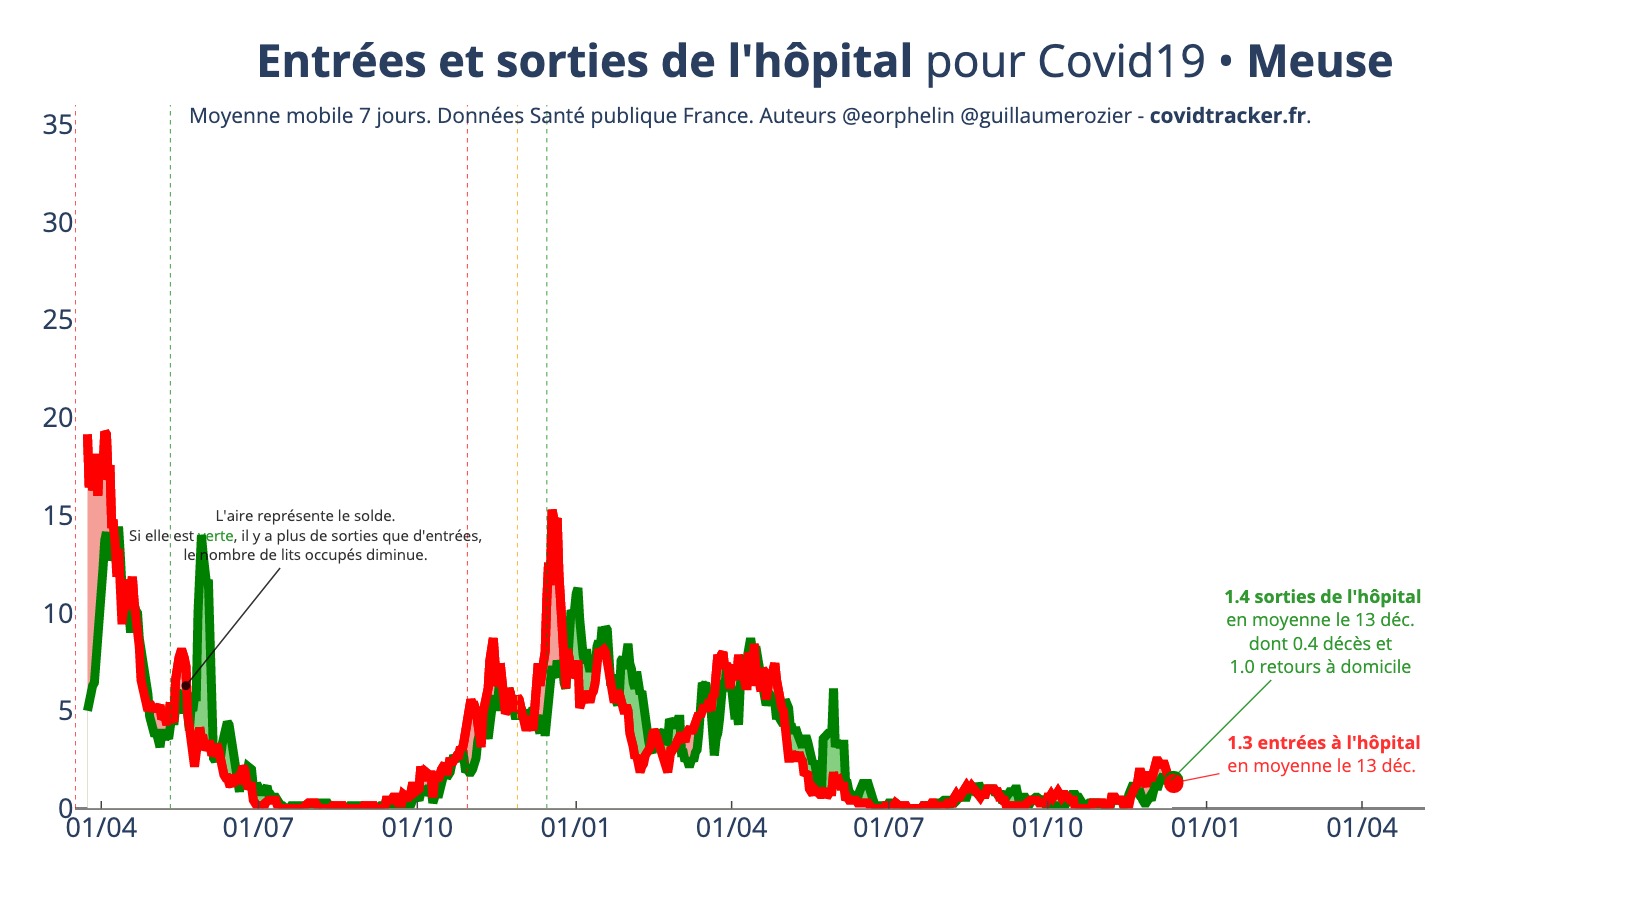 Entrées et sorties de l'hôpital pour Covid19 • Meuse
Moyenne mobile 7 jours. Données Santé publique France. Auteurs @eorphelin @guillaumerozier - covidtracker.fr.
35
30
25
20
15
10
5
0
L'aire représente le solde.
Si elle est verte, il y a plus de sorties que d'entrées,
le nombre de lits occupés diminue.
1.4 sorties de l'hôpital
en moyenne le 13 déc.
dont 0.4 décès et
1.0 retours à domicile
1.3 entrées à l'hôpital
en moyenne le 13 déc.
01/04 01/07 01/10 01/01 01/04 01/07 01/10 01/01 01/04